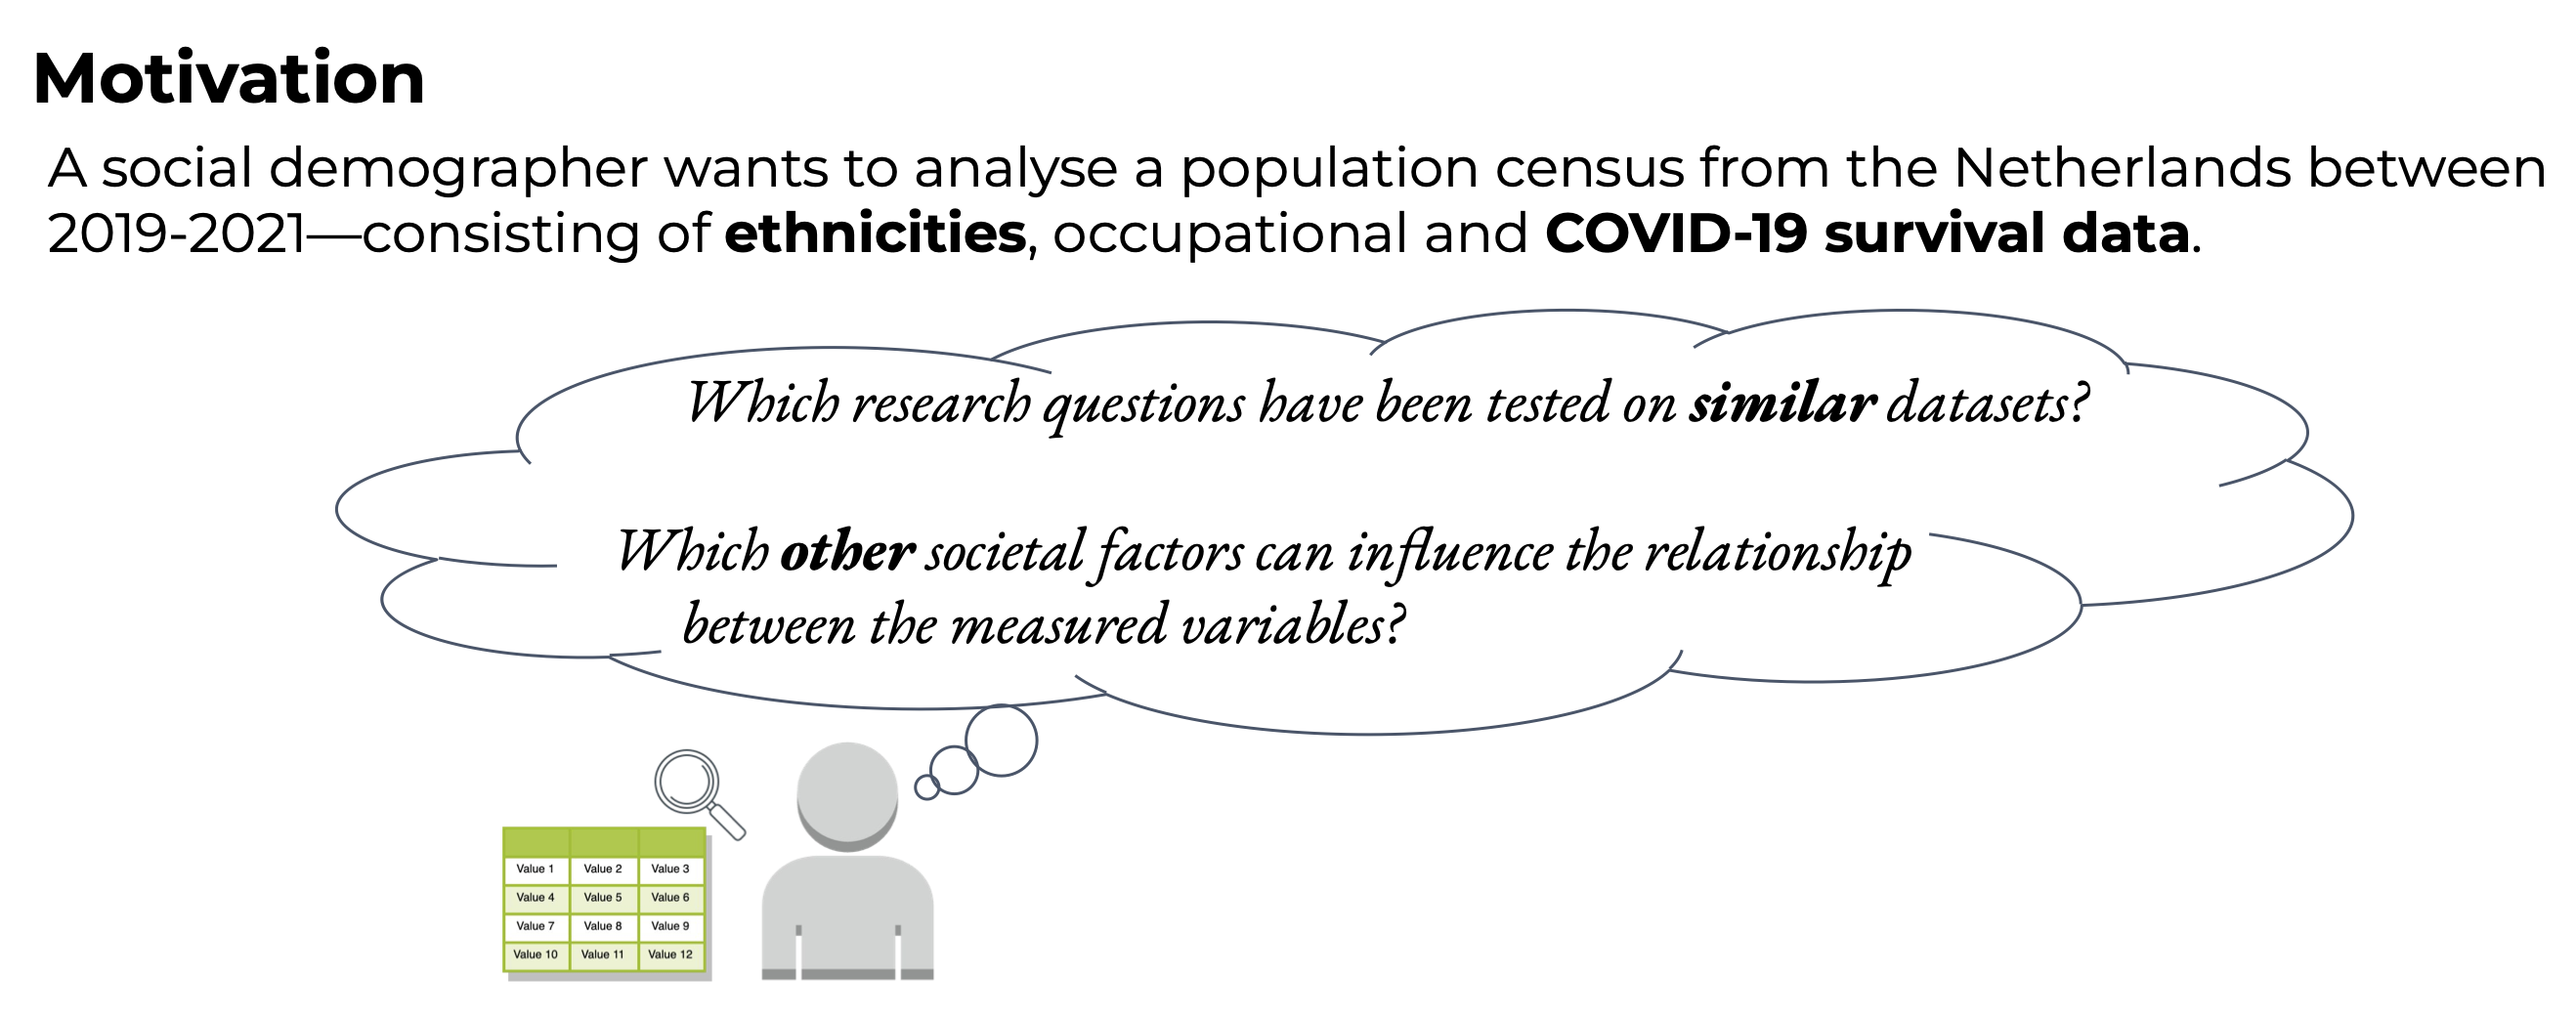 Motivation
A social demographer wants to analyse a population census from the Netherlands between
2019-2021—consisting of ethnicities, occupational and COVID-19 survival data.
Which research questions have been tested on similar datasets?
Which other societal factors can influence the relationship
between the measured variables?
Value 1 Value 2 Value 3
Value 4 Value 5 Value 6
Value 7 Value 8 Value 9
Value 10 Value 11 Value 12